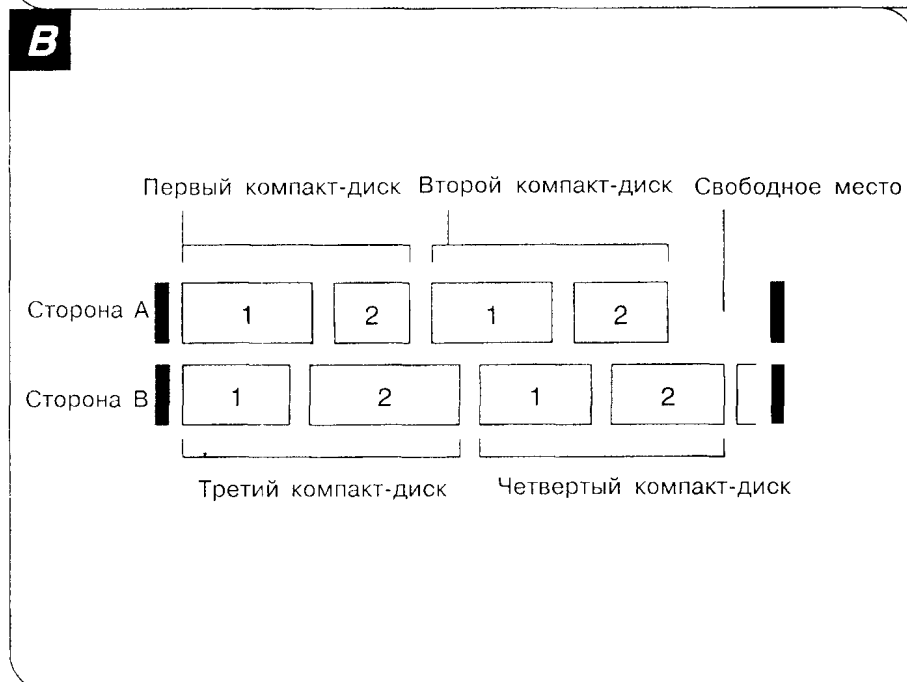 B
Первый компакт-диск Второй компакт-диск Свободное место
Сторона А 1 2 1 2
Сторона В 1 2 1 2
Третий компакт-диск Четвертый компакт-диск